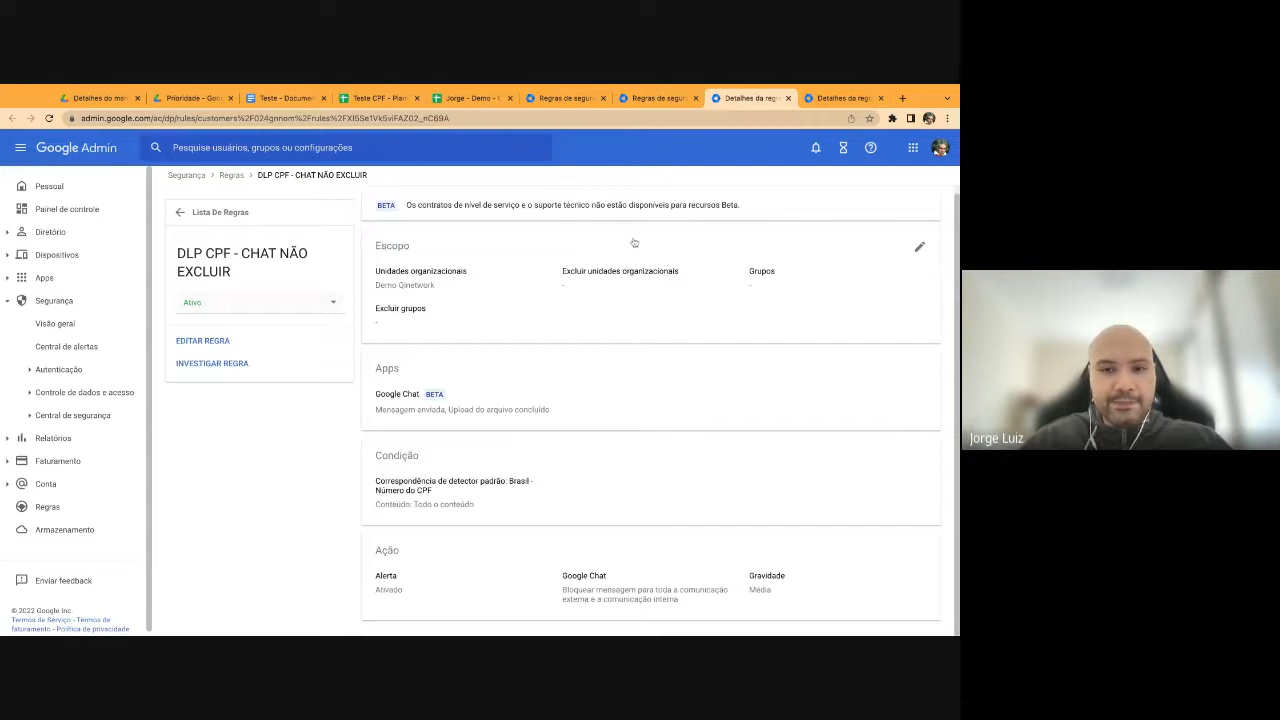 Detalhes do mar
Prioridade - Goo
Teste - Docume
Teste CPF - Plan
Jorge - Demo - 
Regras de segur
Regras de segur
Detalhes da regr
Detalhes da reg
admin.google.com/ac/dp/rules/customers%2F024gnnom%2Frules%2FXI5Se1Vk5viFAZ02_nC69A
Google Admin
Pesquise usuários, grupos ou configurações
Segurança > Regras > DLP CPF - CHAT NÃO EXCLUIR
Pessoal
Painel de controle
Diretório
Dispositivos
Apps
Segurança
Visão geral
Central de alertas
Autenticação
Controle de dados e acesso
Central de segurança
Relatórios
Faturamento
Conta
Regras
Armazenamento
Enviar feedback
© 2022 Google Inc.
Termos de Serviço - Termos de
faturamento - Política de privacidade
Lista De Regras
DLP CPF - CHAT NÃO
EXCLUIR
Ativo
EDITAR REGRA
INVESTIGAR REGRA
BETA Os contratos de nível de serviço e o suporte técnico não estão disponíveis para recursos Beta.
Escopo
Unidades organizacionais
Demo Qinetwork
Excluir unidades organizacionais
-
Grupos
-
Excluir grupos
-
Apps
Google Chat BETA
Mensagem enviada, Upload do arquivo concluído
Condição
Correspondência de detector padrão: Brasil -
Número do CPF
Conteúdo: Todo o conteúdo
Ação
Alerta
Ativado
Google Chat
Bloquear mensagem para toda a comunicação
externa e a comunicação interna
Gravidade
Média
Jorge Luiz